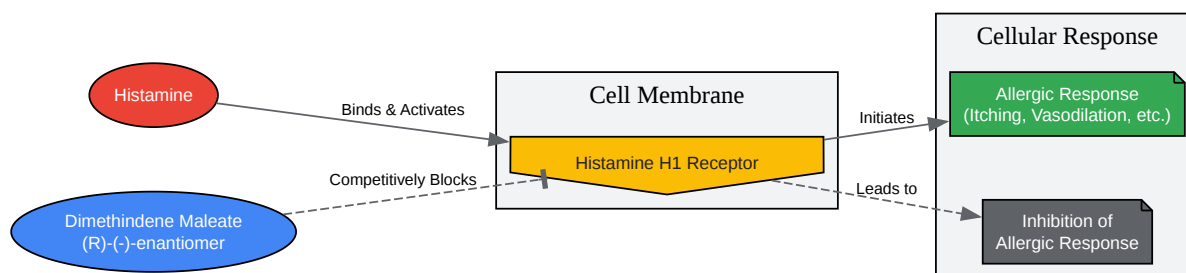 Cellular Response
Cell Membrane
Histamine
Binds & Activates
Histamine H1 Receptor
Initiates
Allergic Response
(Itching, Vasodilation, etc.)
Competitively Blocks
Leads to
Dimethindene Maleate
(R)-(-)-enantiomer
Inhibition of
Allergic Response